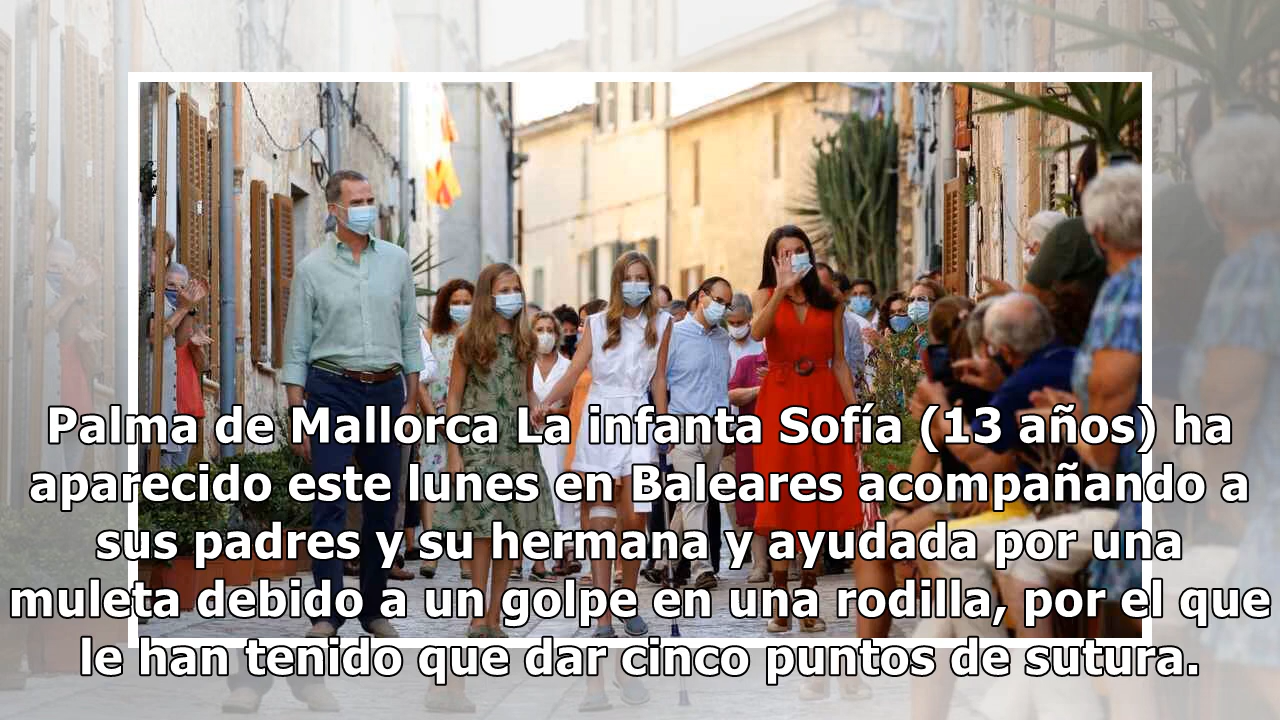 Palma de Mallorca La infanta Sofía (13 años) ha
aparecido este lunes en Baleares acompañando a
sus padres y su hermana y ayudada por una
muleta debido a un golpe en una rodilla, por el que
le han tenido que dar cinco puntos de sutura.